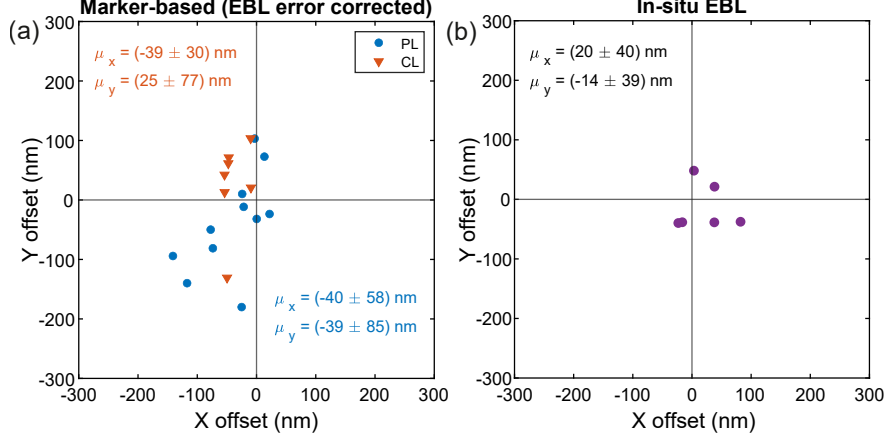 Marker-based (EBL error corrected)
(a)
μ x = (-39 ± 30) nm
μ y = (25 ± 77) nm
PL
CL
μ x = (-40 ± 58) nm
μ y = (-39 ± 85) nm
300
200
100
0
-100
-200
-300
Y offset (nm)
-300 -200 -100 0 100 200 300
X offset (nm)
In-situ EBL
(b)
μ x = (20 ± 40) nm
μ y = (-14 ± 39) nm
300
200
100
0
-100
-200
-300
Y offset (nm)
-300 -200 -100 0 100 200 300
X offset (nm)